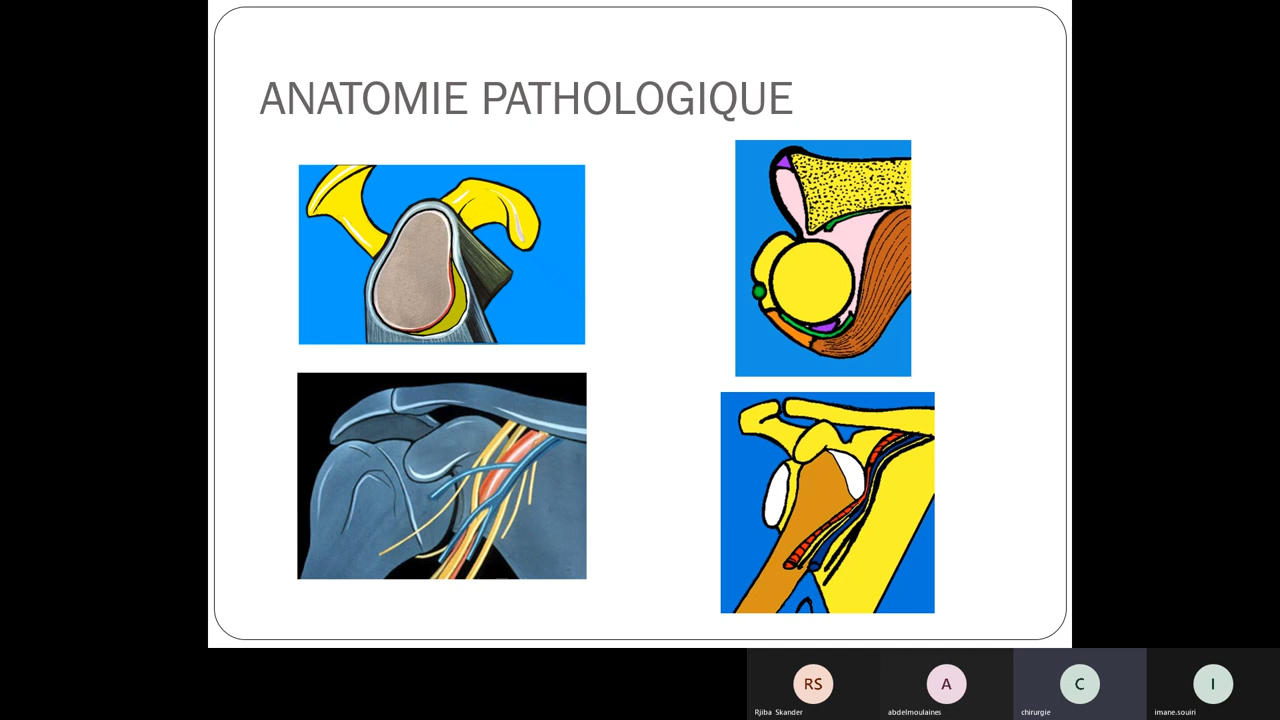 ANATOMIE PATHOLOGIQUE
RS
A
C
I
Rjiba Skander
abdelmoulaines
chirurgie
imane.souiri